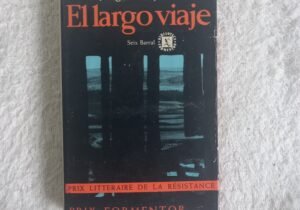 El largo viaje
Seix Barral
PRIX LITTERAIRE DE LA RESISTANCE
PRIX FORMENTOR